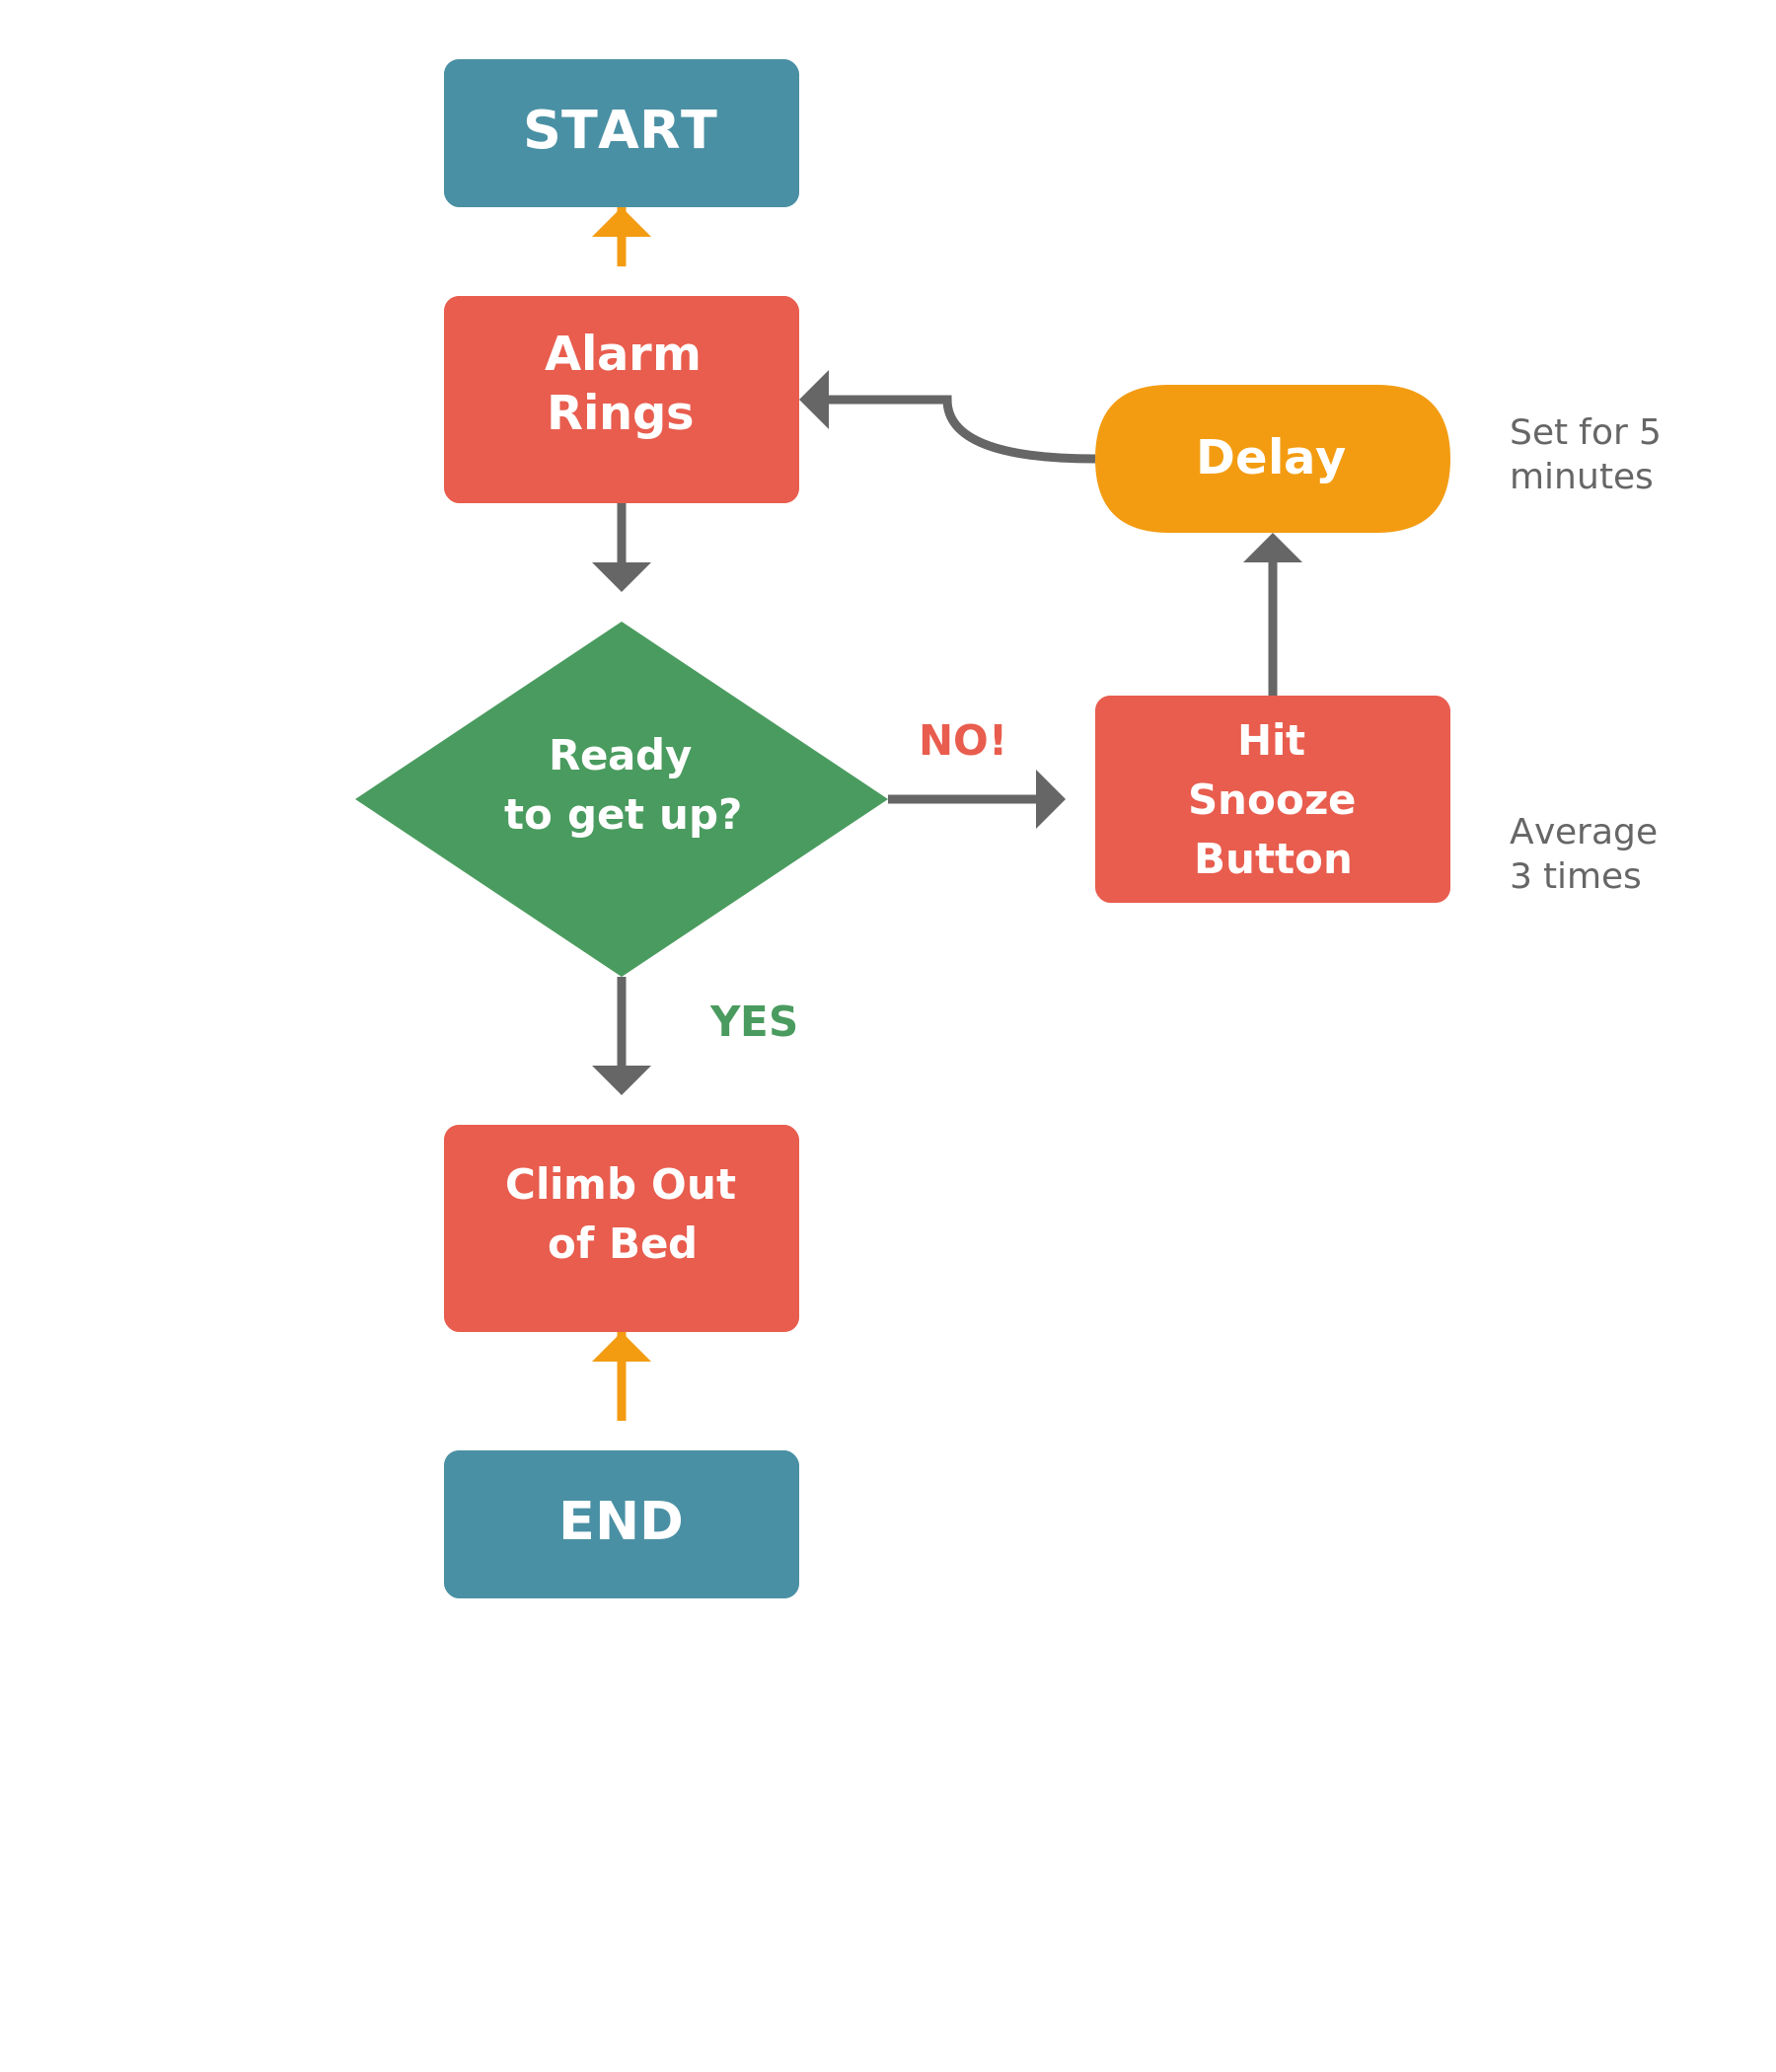 START
Alarm
Rings
Delay
Set for 5
minutes
Ready
to get up?
NO!
Hit
Snooze
Button
Average
3 times
YES
Climb Out
of Bed
END